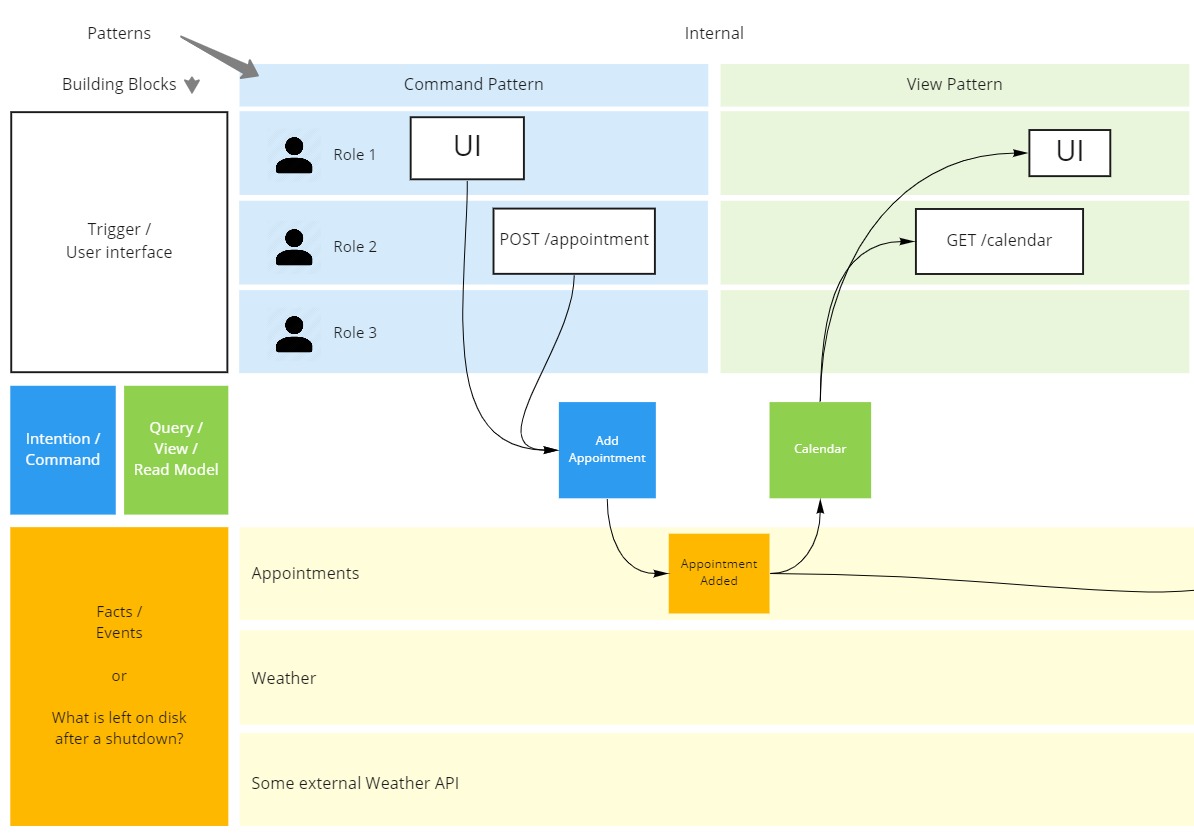 Patterns
Internal
Building Blocks
Command Pattern
View Pattern
Trigger /
User interface
Role 1
UI
UI
Role 2
POST /appointment
GET /calendar
Role 3
Intention /
Command
Query /
View /
Read Model
Add
Appointment
Calendar
Facts /
Events
or
What is left on disk
after a shutdown?
Appointments
Appointment
Added
Weather
Some external Weather API